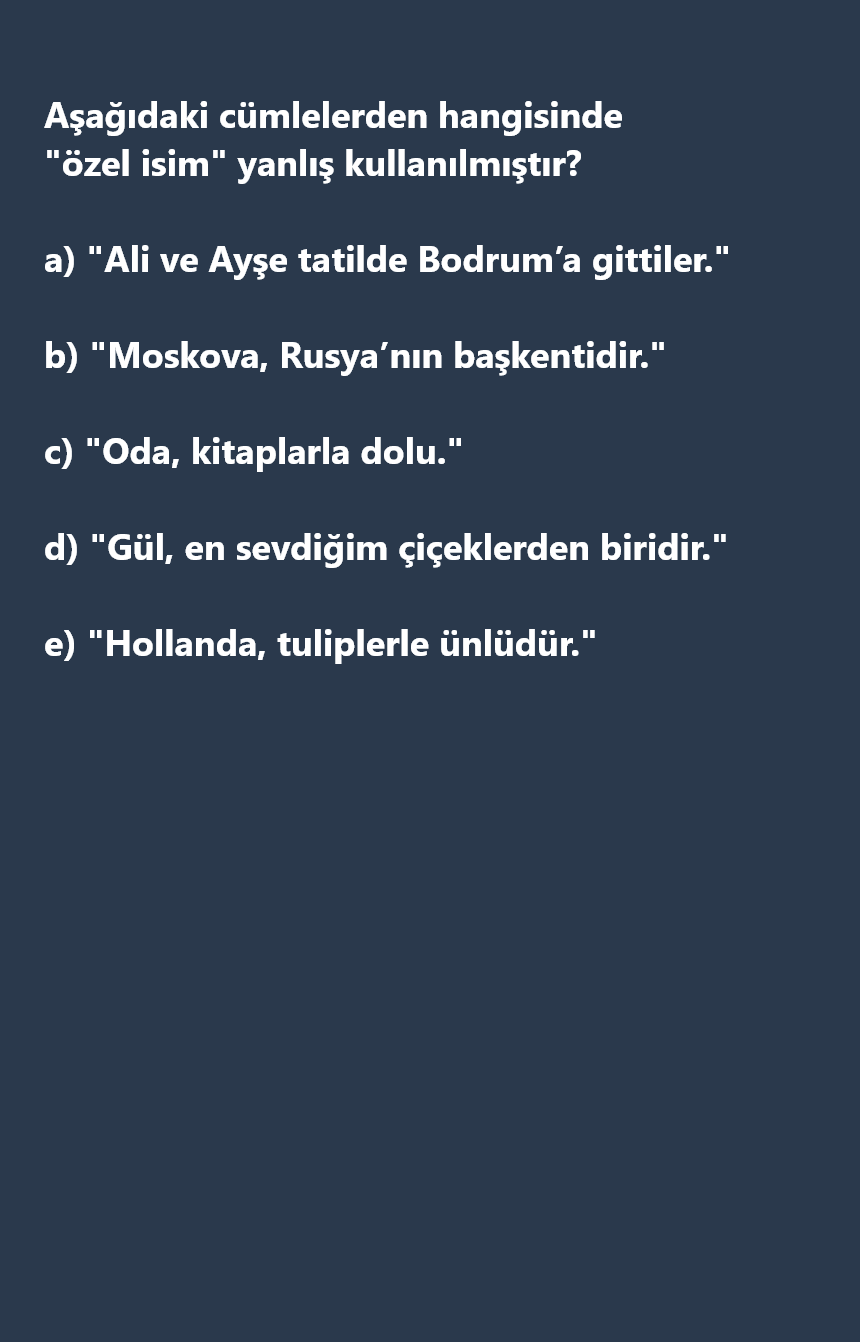 Aşağıdaki cümlelerden hangisinde
"özel isim" yanlış kullanılmıştır?
a) "Ali ve Ayşe tatilde Bodrum’a gittiler."
b) "Moskova, Rusya’nın başkentidir."
c) "Oda, kitaplarla dolu."
d) "Gül, en sevdiğim çiçeklerden biridir."
e) "Hollanda, tuliplerle ünlüdür."